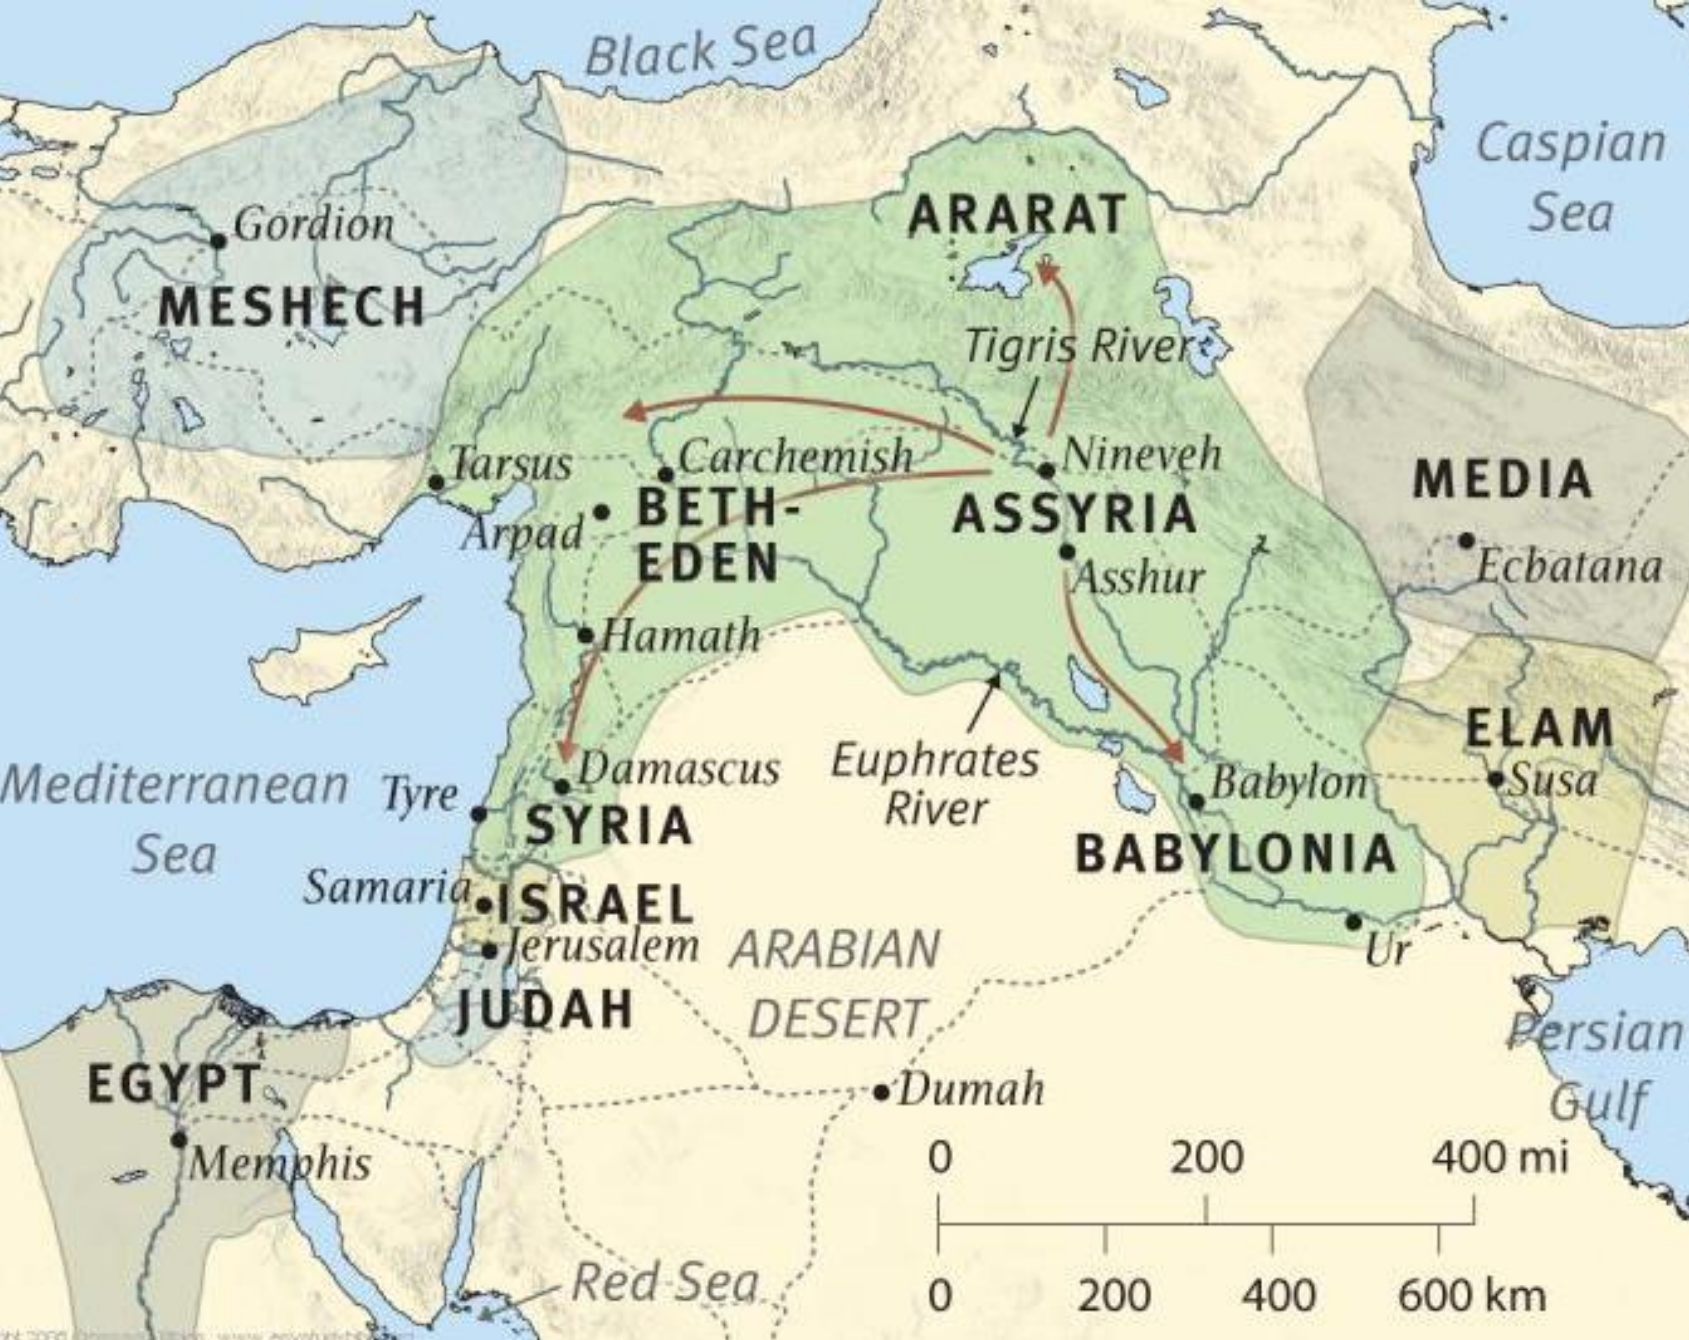 Black Sea
Caspian
Sea
ARARAT
Gordion
MESHECH
Tigris River
Tarsus
Carchemish
Nineveh
MEDIA
BETH-
EDEN
ASSYRIA
Arpad
Asshur
Ecbatana
Hamath
ELAM
Susa
Euphrates
River
Mediterranean
Sea
Tyre
Damascus
SYRIA
Babylon
BABYLONIA
Samaria
ISRAEL
Jerusalem
JUDAH
ARABIAN
DESERT
Ur
Persian
Gulf
EGYPT
Memphis
Dumah
0 200 400 mi
0 200 400 600 km
Red Sea